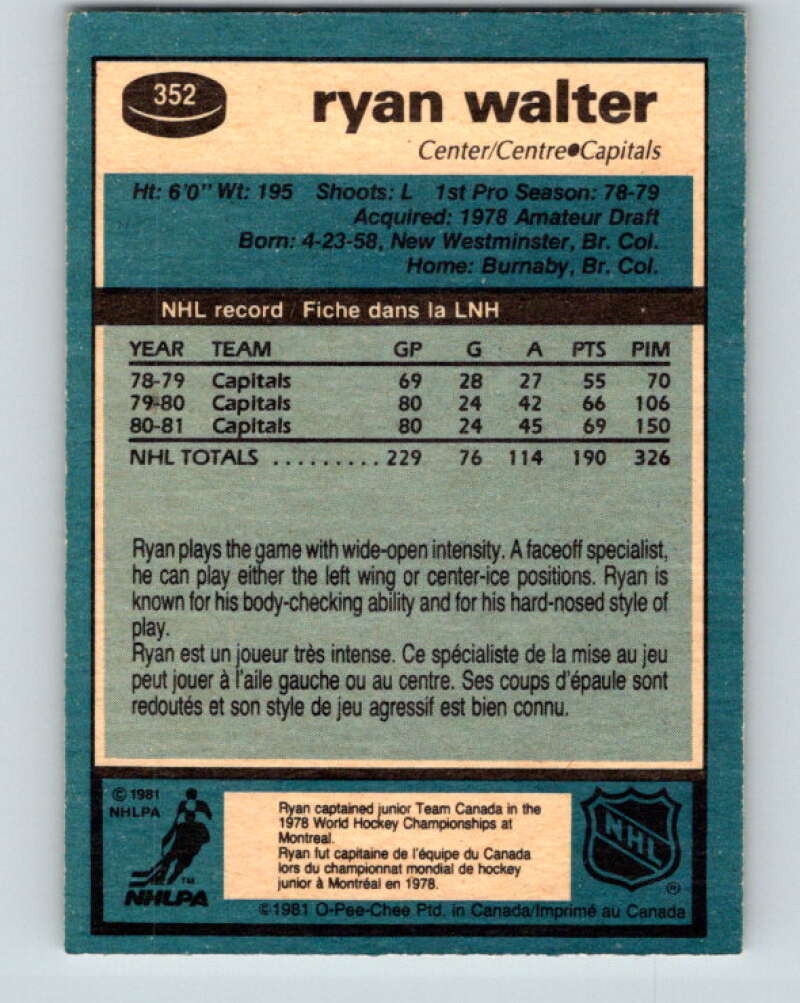 352
ryan walter
Center/Centre●Capitals
Ht: 6'0" Wt: 195 Shoots: L 1st Pro Season: 78-79
Acquired: 1978 Amateur Draft
Born: 4-23-58, New Westminster, Br. Col.
Home: Burnaby, Br. Col.
NHL record / Fiche dans la LNH
YEAR TEAM GP G A PTS PIM
78-79 Capitals 69 28 27 55 70
79-80 Capitals 80 24 42 66 106
80-81 Capitals 80 24 45 69 150
NHL TOTALS ......... 229 76 114 190 326
Ryan plays the game with wide-open intensity. A faceoff specialist,
he can play either the left wing or center-ice positions. Ryan is
known for his body-checking ability and for his hard-nosed style of
play.
Ryan est un joueur très intense. Ce spécialiste de la mise au jeu
peut jouer à l'aile gauche ou au centre. Ses coups d'épaule sont
redoutés et son style de jeu agressif est bien connu.
© 1981
NHLPA
TM
NHLPA
Ryan captained junior Team Canada in the
1978 World Hockey Championships at
Montreal.
Ryan fut capitaine de l'équipe du Canada
lors du championnat mondial de hockey
junior à Montréal en 1978.
NHL
®
©1981 O-Pee-Chee Ptd. in Canada/Imprimé au Canada